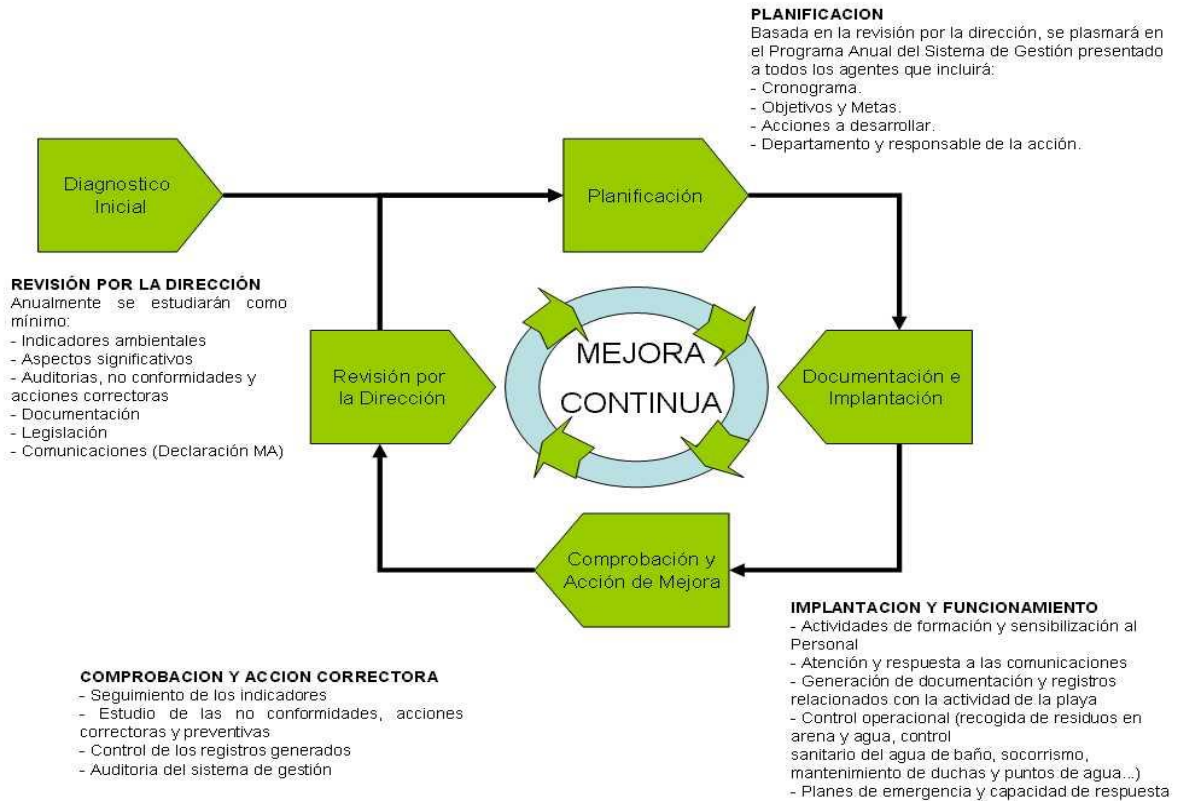 PLANIFICACION
Basada en la revisión por la dirección, se plasmará en
el Programa Anual del Sistema de Gestión presentado
a todos los agentes que incluirá:
- Cronograma.
- Objetivos y Metas.
- Acciones a desarrollar.
- Departamento y responsable de la acción.
Diagnostico
Inicial
Planificación
REVISIÓN POR LA DIRECCIÓN
Anualmente se estudiarán como
mínimo:
- Indicadores ambientales
- Aspectos significativos
- Auditorias, no conformidades y
acciones correctoras
- Documentación
- Legislación
- Comunicaciones (Declaración MA)
Revisión por
la Dirección
MEJORA
CONTINUA
Documentación e
Implantación
Comprobación y
Acción de Mejora
COMPROBACION Y ACCION CORRECTORA
- Seguimiento de los indicadores
- Estudio de las no conformidades, acciones
correctoras y preventivas
- Control de los registros generados
- Auditoria del sistema de gestión
IMPLANTACION Y FUNCIONAMIENTO
- Actividades de formación y sensibilización al
Personal
- Atención y respuesta a las comunicaciones
- Generación de documentación y registros
relacionados con la actividad de la playa
- Control operacional (recogida de residuos en
arena y agua, control
sanitario del agua de baño, socorrismo,
mantenimiento de duchas y puntos de agua...)
- Planes de emergencia y capacidad de respuesta